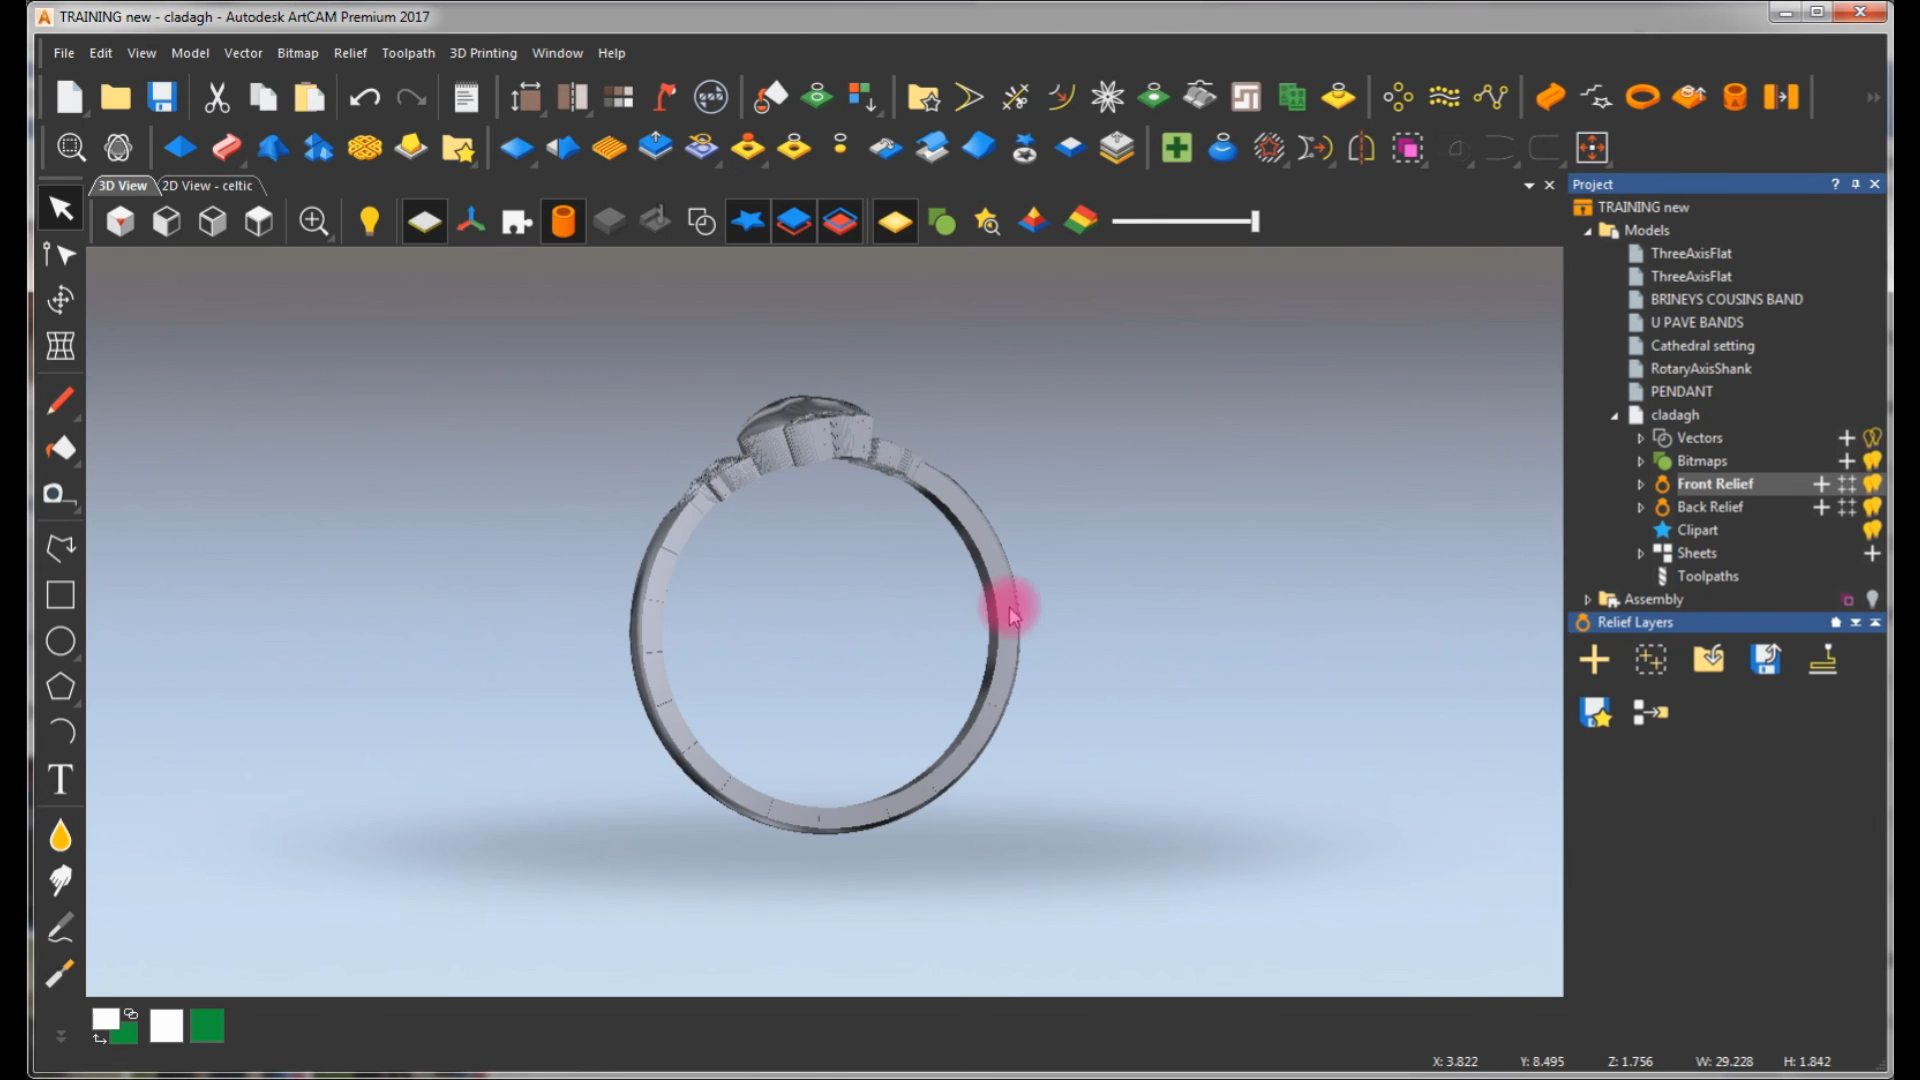 TRAINING new - cladagh - Autodesk ArtCAM Premium 2017
File Edit View Model Vector Bitmap Relief Toolpath 3D Printing Window Help
3D View 2D View - celtic
Project
TRAINING new
Models
ThreeAxisFlat
ThreeAxisFlat
BRINEYS COUSINS BAND
U PAVE BANDS
Cathedral setting
RotaryAxisShank
PENDANT
cladagh
Vectors
Bitmaps
Front Relief
Back Relief
Clipart
Sheets
Toolpaths
Assembly
Relief Layers
X: 3.822 Y: 8.495 Z: 1.756 W: 29.228 H: 1.842